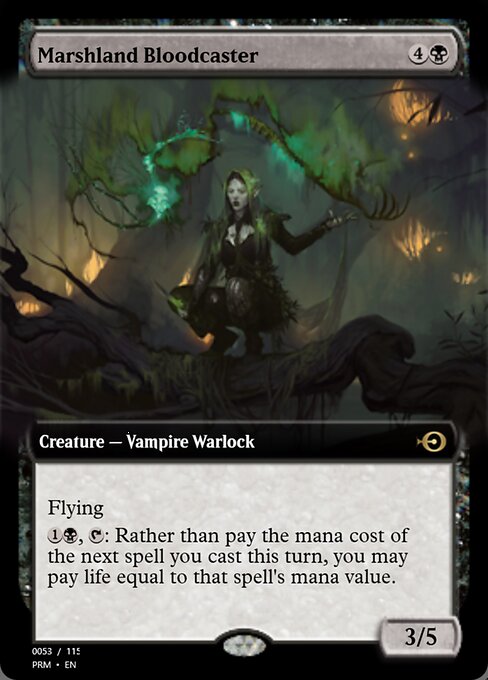 Marshland Bloodcaster 4
Creature — Vampire Warlock
Flying
1, : Rather than pay the mana cost of
the next spell you cast this turn, you may
pay life equal to that spell's mana value.
3/5
0053 / 115
PRM • EN